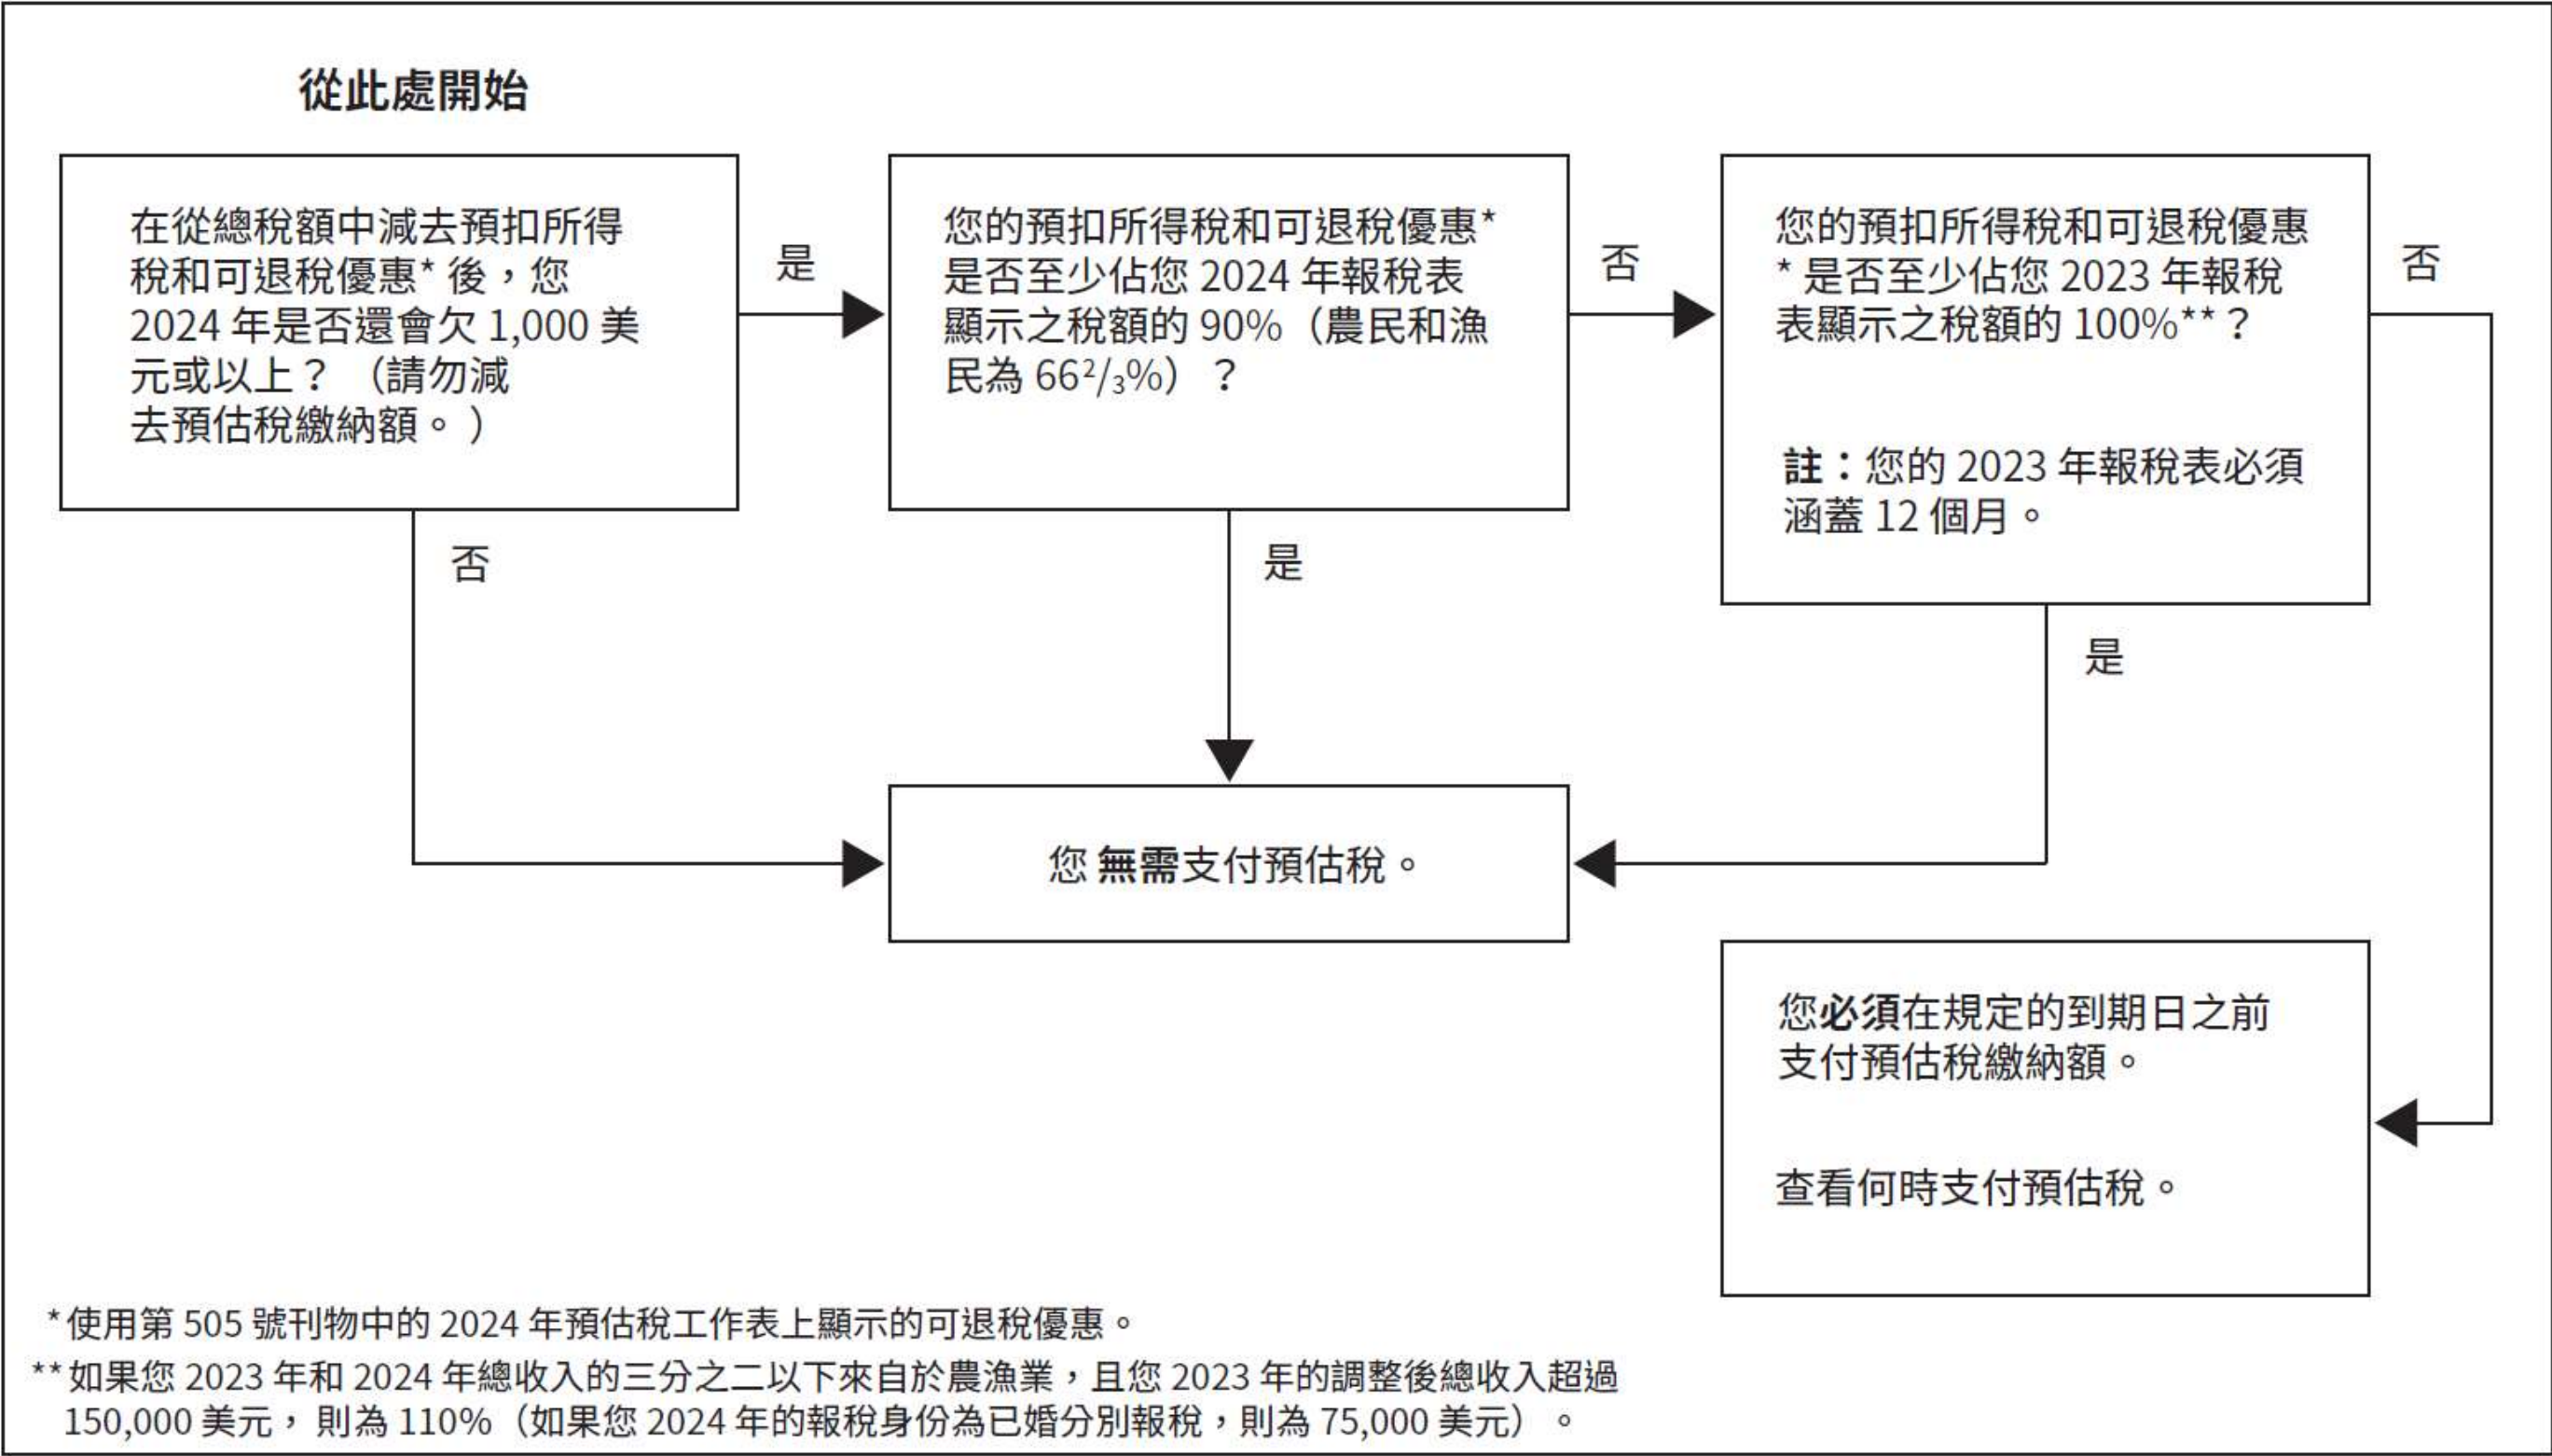 從此處開始
在從總稅額中減去預扣所得
稅和可退稅優惠* 後，您
2024 年是否還會欠 1,000 美
元或以上？（請勿減
去預估稅繳納額。）
是
您的預扣所得稅和可退稅優惠*
是否至少佔您 2024 年報稅表
顯示之稅額的 90%（農民和漁
民為 66²/₃%）？
否
您的預扣所得稅和可退稅優惠
* 是否至少佔您 2023 年報稅
表顯示之稅額的 100%**？
註：您的 2023 年報稅表必須
涵蓋 12 個月。
否
否
是
是
您 無需支付預估稅。
您必須在規定的到期日之前
支付預估稅繳納額。
查看何時支付預估稅。
*使用第 505 號刊物中的 2024 年預估稅工作表上顯示的可退稅優惠。
**如果您 2023 年和 2024 年總收入的三分之二以下來自於農漁業，且您 2023 年的調整後總收入超過
150,000 美元， 則為 110%（如果您 2024 年的報稅身份為已婚分別報稅，則為 75,000 美元）。